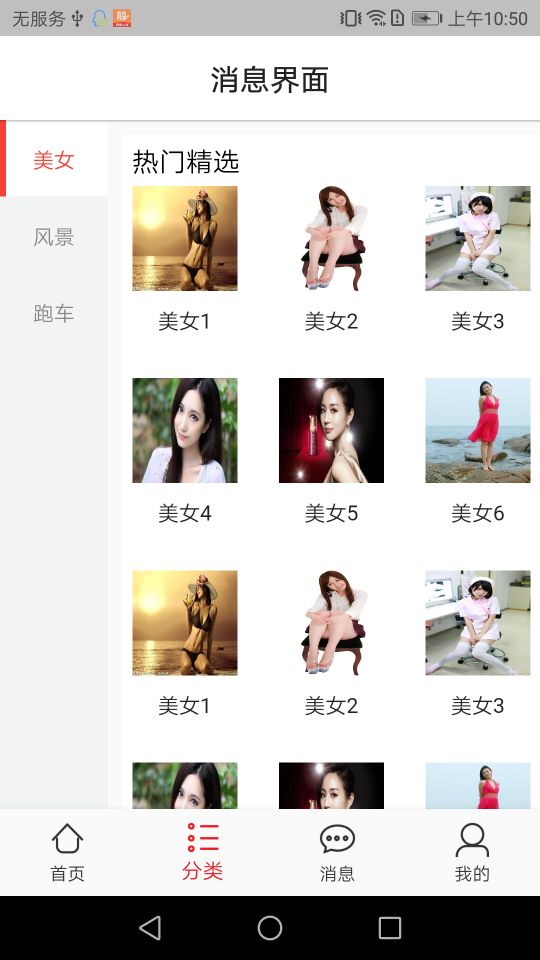 无服务
上午10:50
消息界面
美女
风景
跑车
热门精选
美女1
美女2
美女3
美女4
美女5
美女6
美女1
美女2
美女3
首页
分类
消息
我的